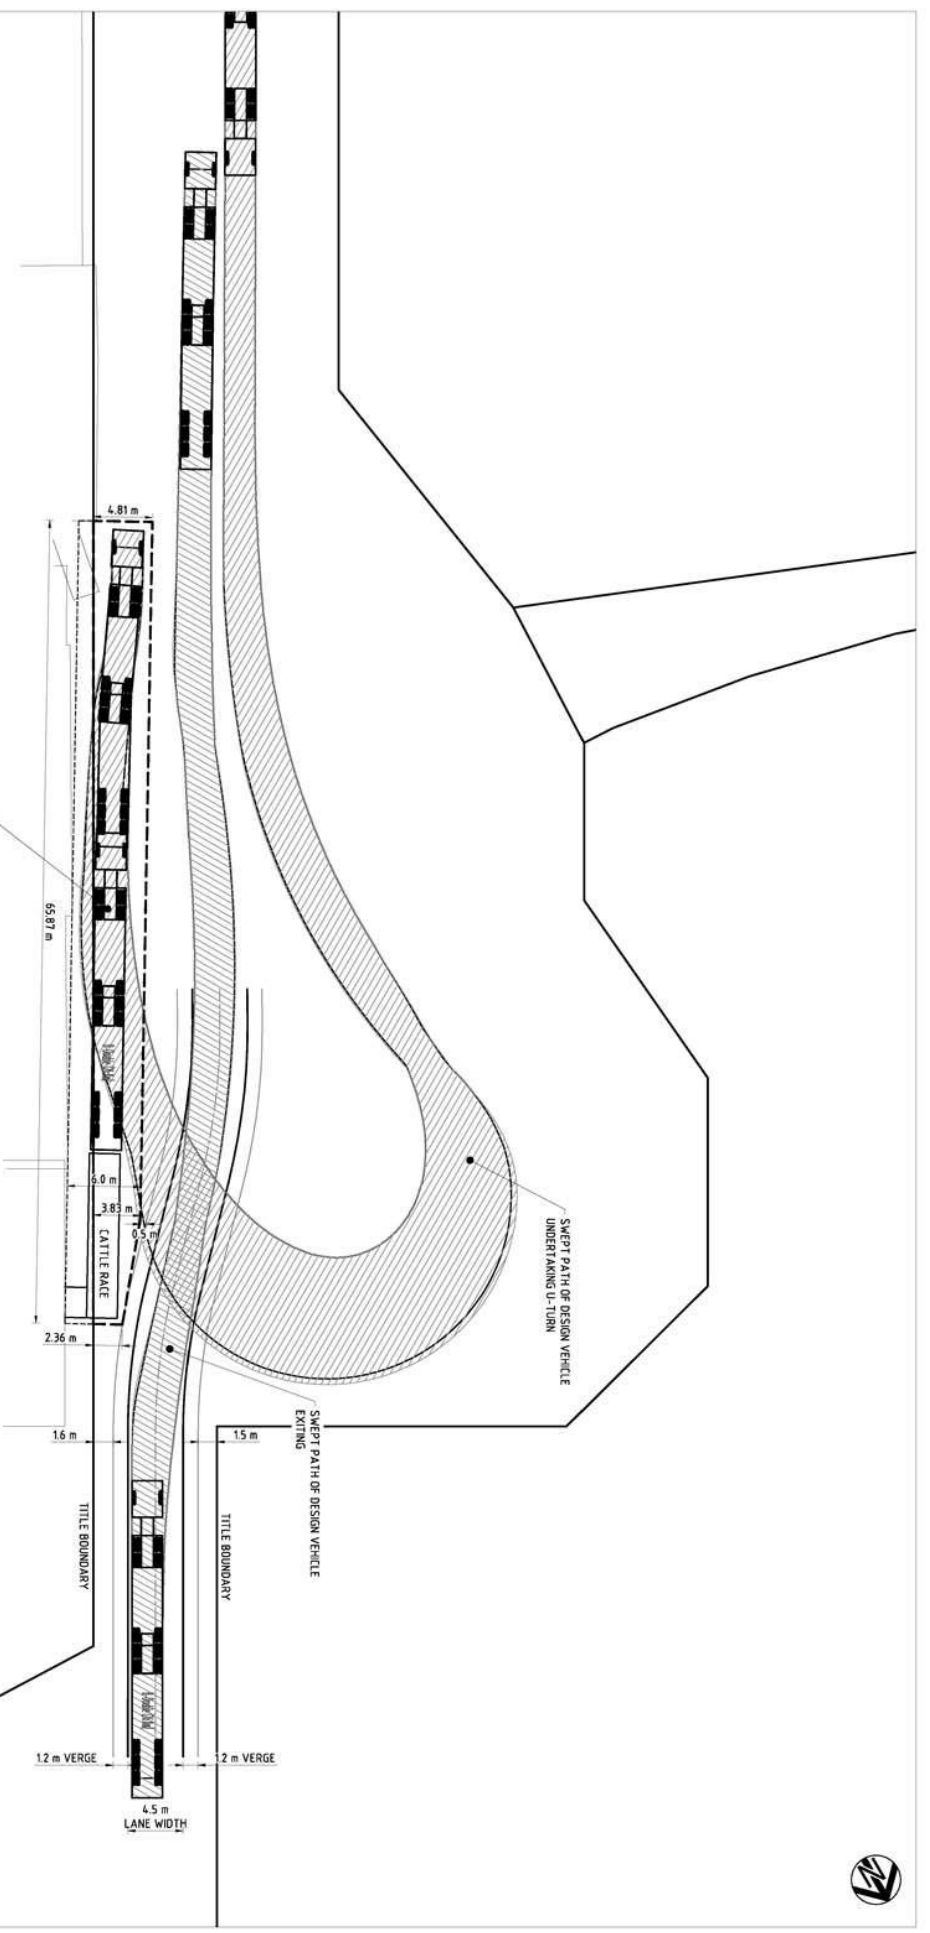 4.81 m
65.87 m
6.0 m
3.83 m
0.5 m
CATTLE RACE
2.36 m
SWEPT PATH OF DESIGN VEHICLE
UNDERTAKING U-TURN
SWEPT PATH OF DESIGN VEHICLE
EXITING
1.6 m
1.5 m
TITLE BOUNDARY
TITLE BOUNDARY
1.2 m VERGE
1.2 m VERGE
4.5 m
LANE WIDTH